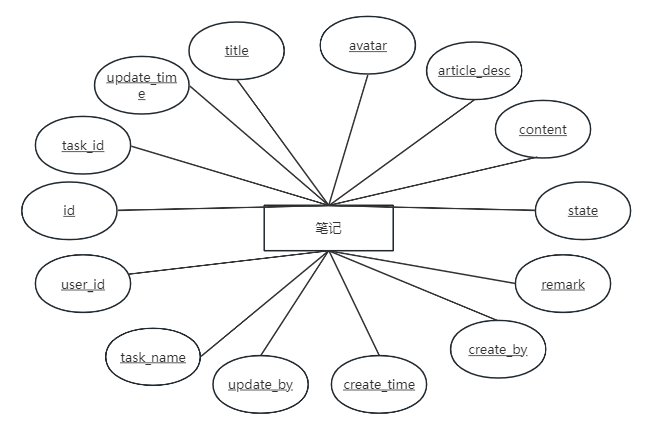 title
avatar
update_tim
e
article_desc
task_id
content
id
笔记
state
user_id
remark
task_name
create_by
update_by
create_time